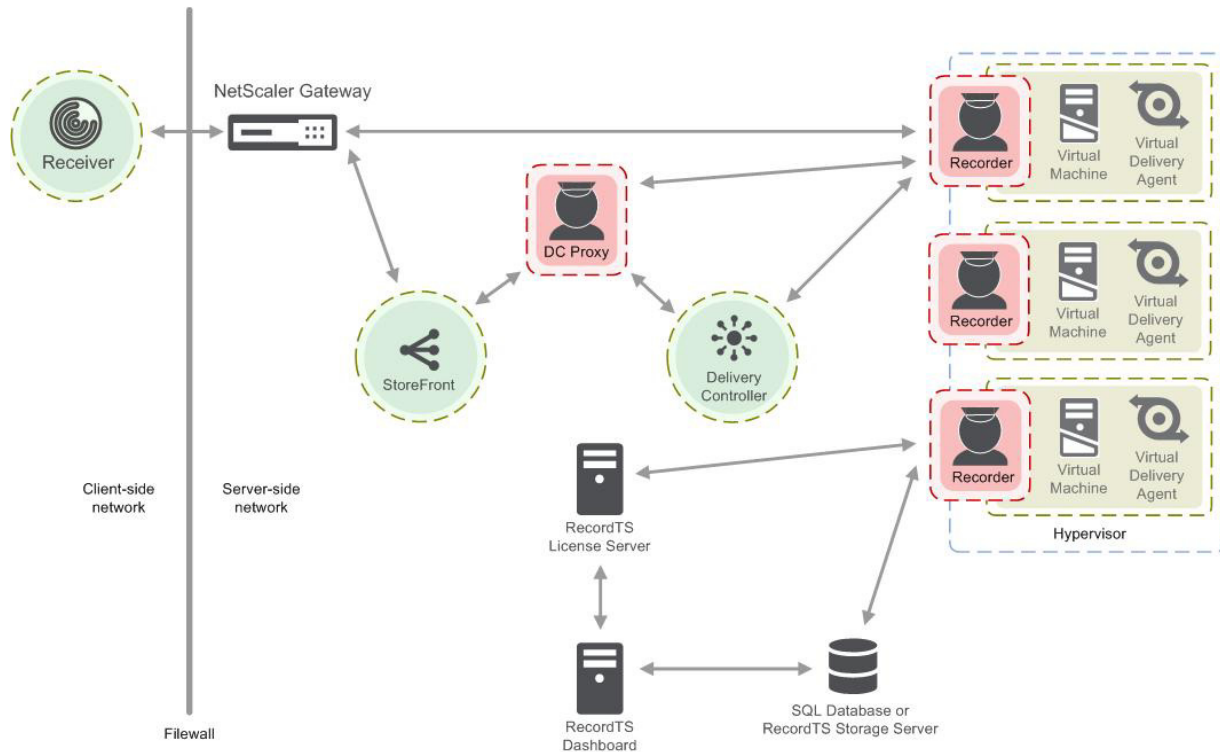 NetScaler Gateway
Receiver
Recorder
Virtual
Machine
Virtual
Delivery
Agent
DC Proxy
Recorder
Virtual
Machine
Virtual
Delivery
Agent
StoreFront
Delivery
Controller
Recorder
Virtual
Machine
Virtual
Delivery
Agent
Client-side
network
Server-side
network
RecordTS
License Server
Hypervisor
SQL Database or
RecordTS Storage Server
RecordTS
Dashboard
Firewall